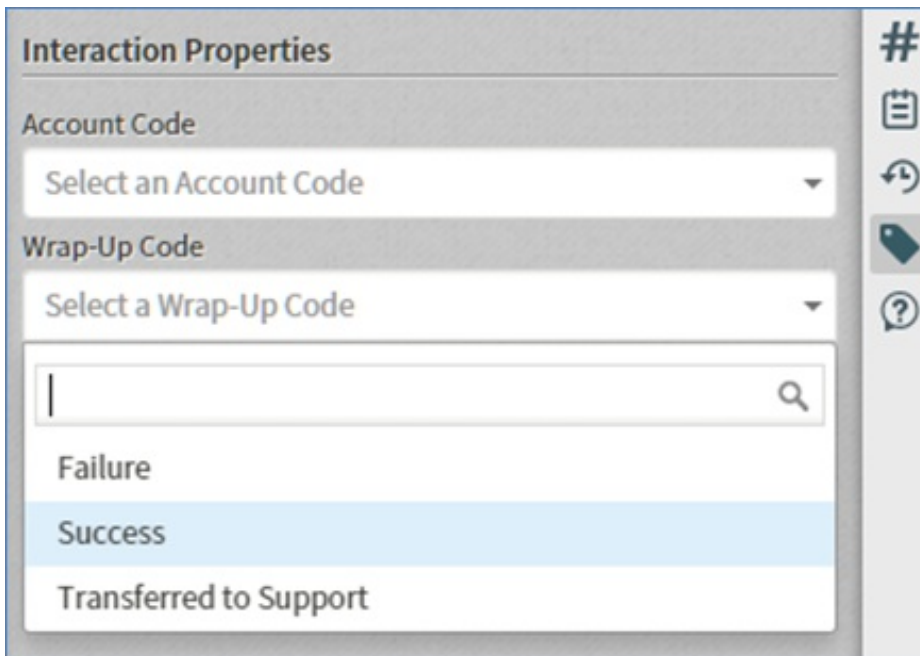 Interaction Properties
Account Code
Select an Account Code
Wrap-Up Code
Select a Wrap-Up Code
Failure
Success
Transferred to Support